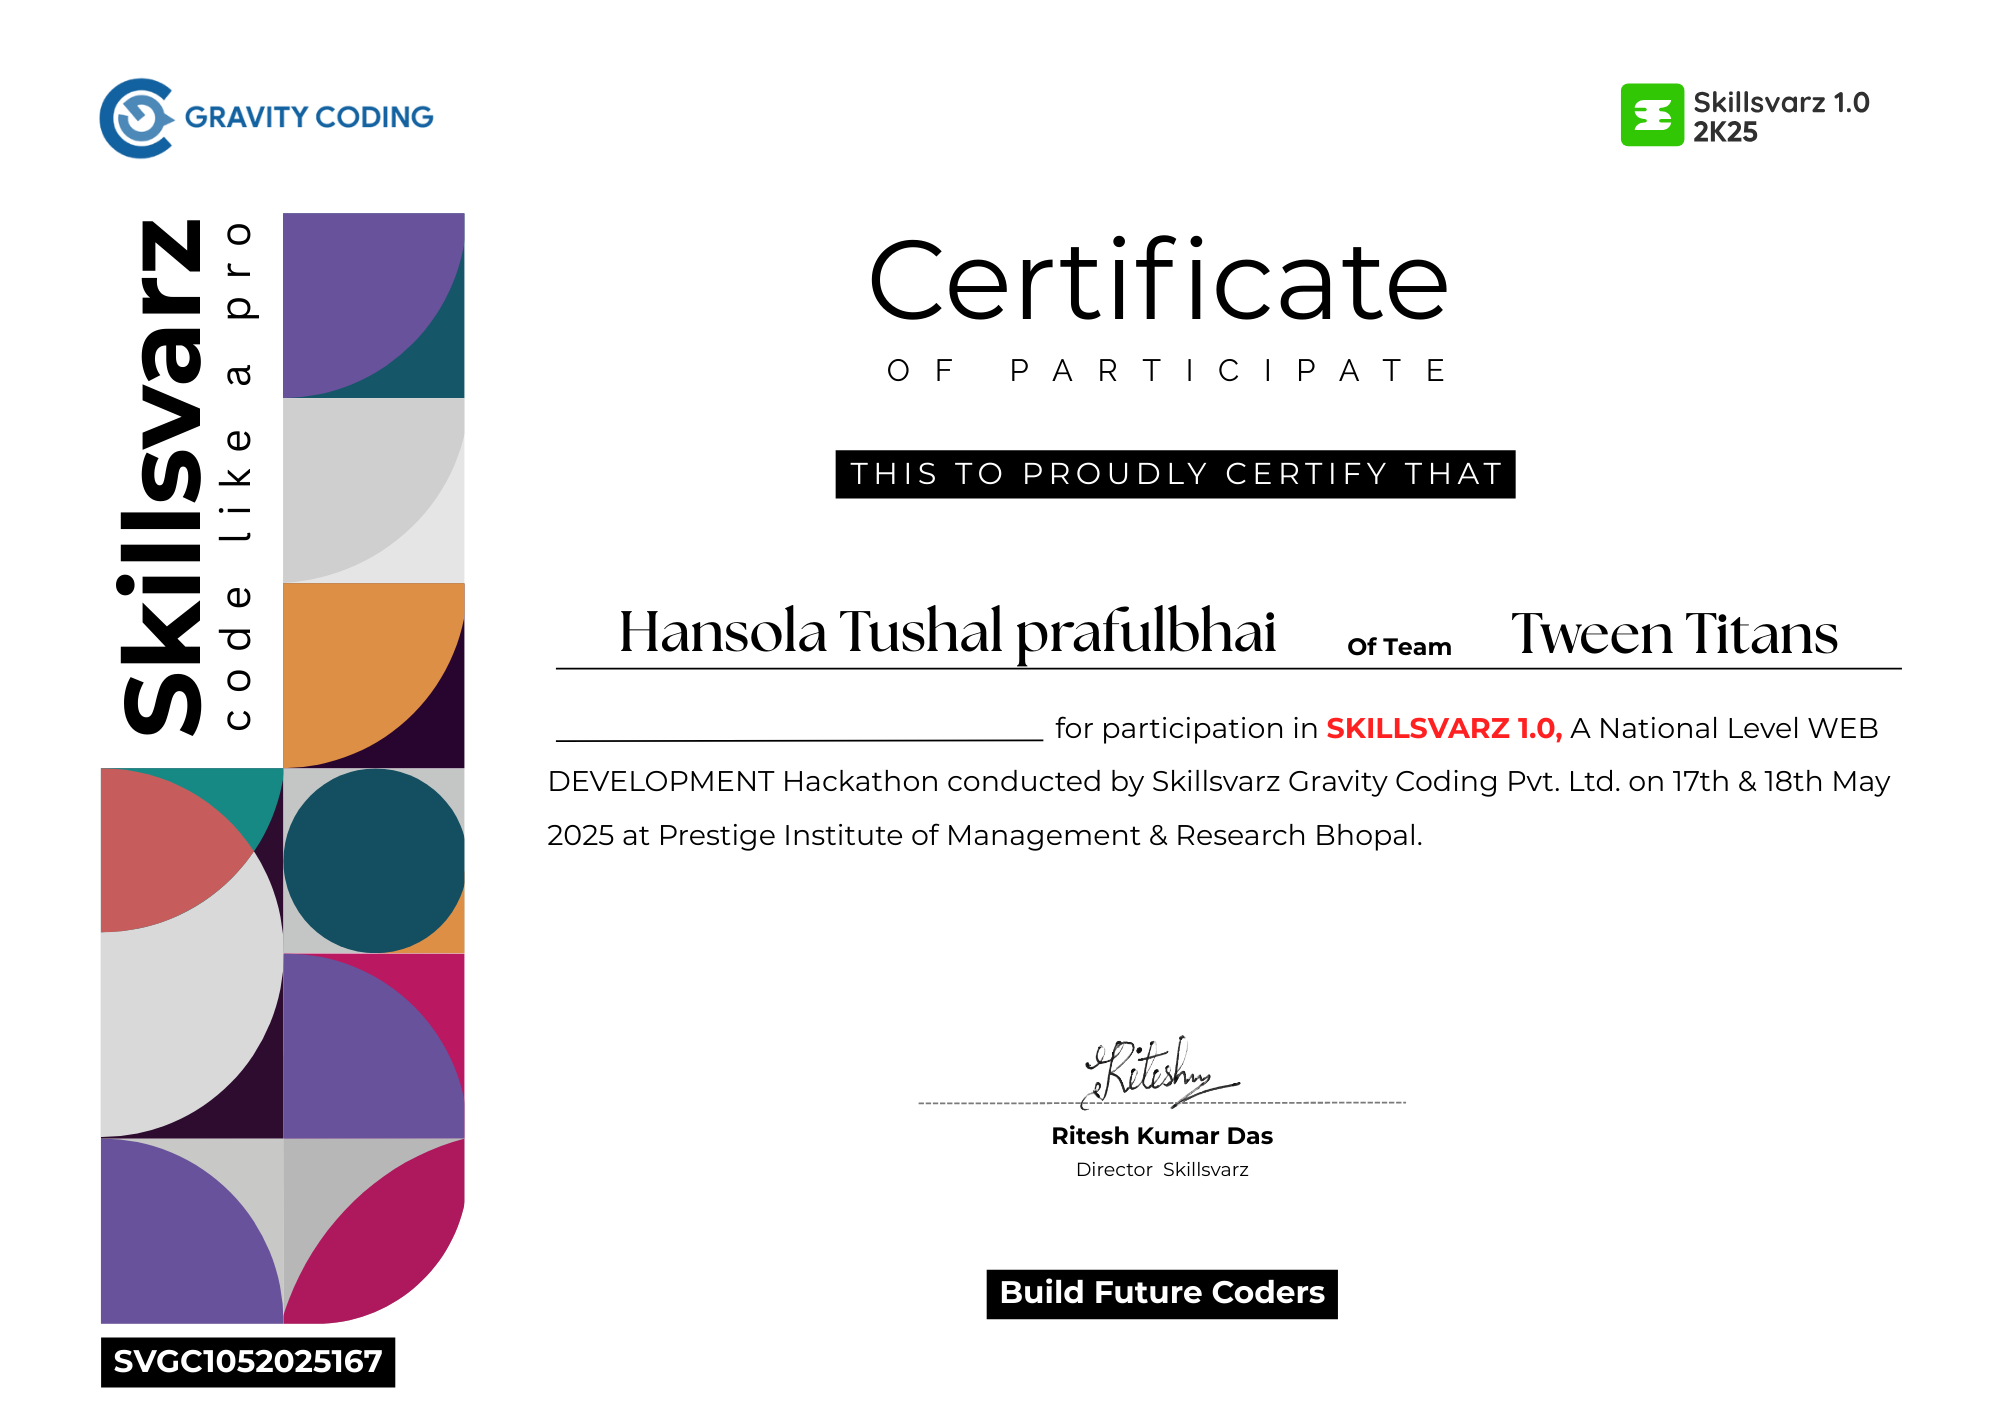 GRAVITY CODING
Skillsvarz 1.0
2K25
Skillsvarz
code like a pro
Certificate
OF PARTICIPATE
THIS TO PROUDLY CERTIFY THAT
Hansola Tushal prafulbhai Of Team Tween Titans
for participation in SKILLSVARZ 1.0, A National Level WEB
DEVELOPMENT Hackathon conducted by Skillsvarz Gravity Coding Pvt. Ltd. on 17th & 18th May
2025 at Prestige Institute of Management & Research Bhopal.
Ritesh
Ritesh Kumar Das
Director Skillsvarz
Build Future Coders
SVGC1052025167